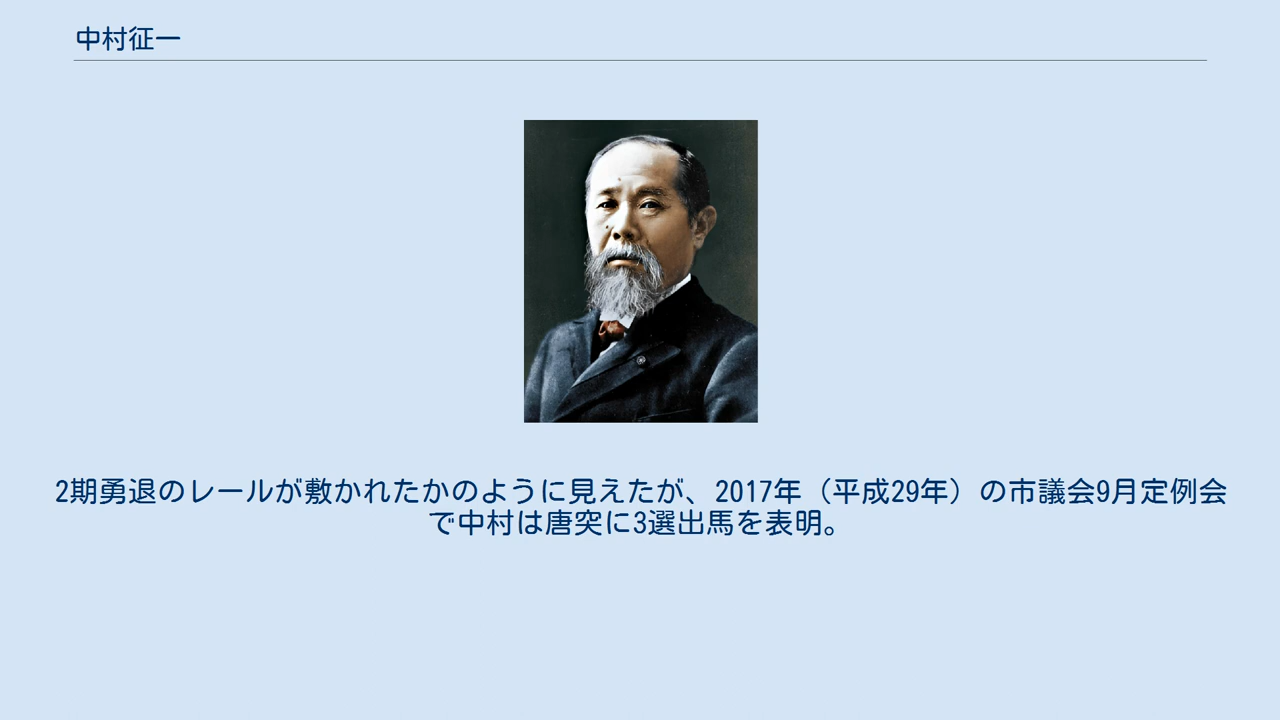 中村征一
2期勇退のレールが敷かれたかのように見えたが、2017年（平成29年）の市議会9月定例会
で中村は唐突に3選出馬を表明。